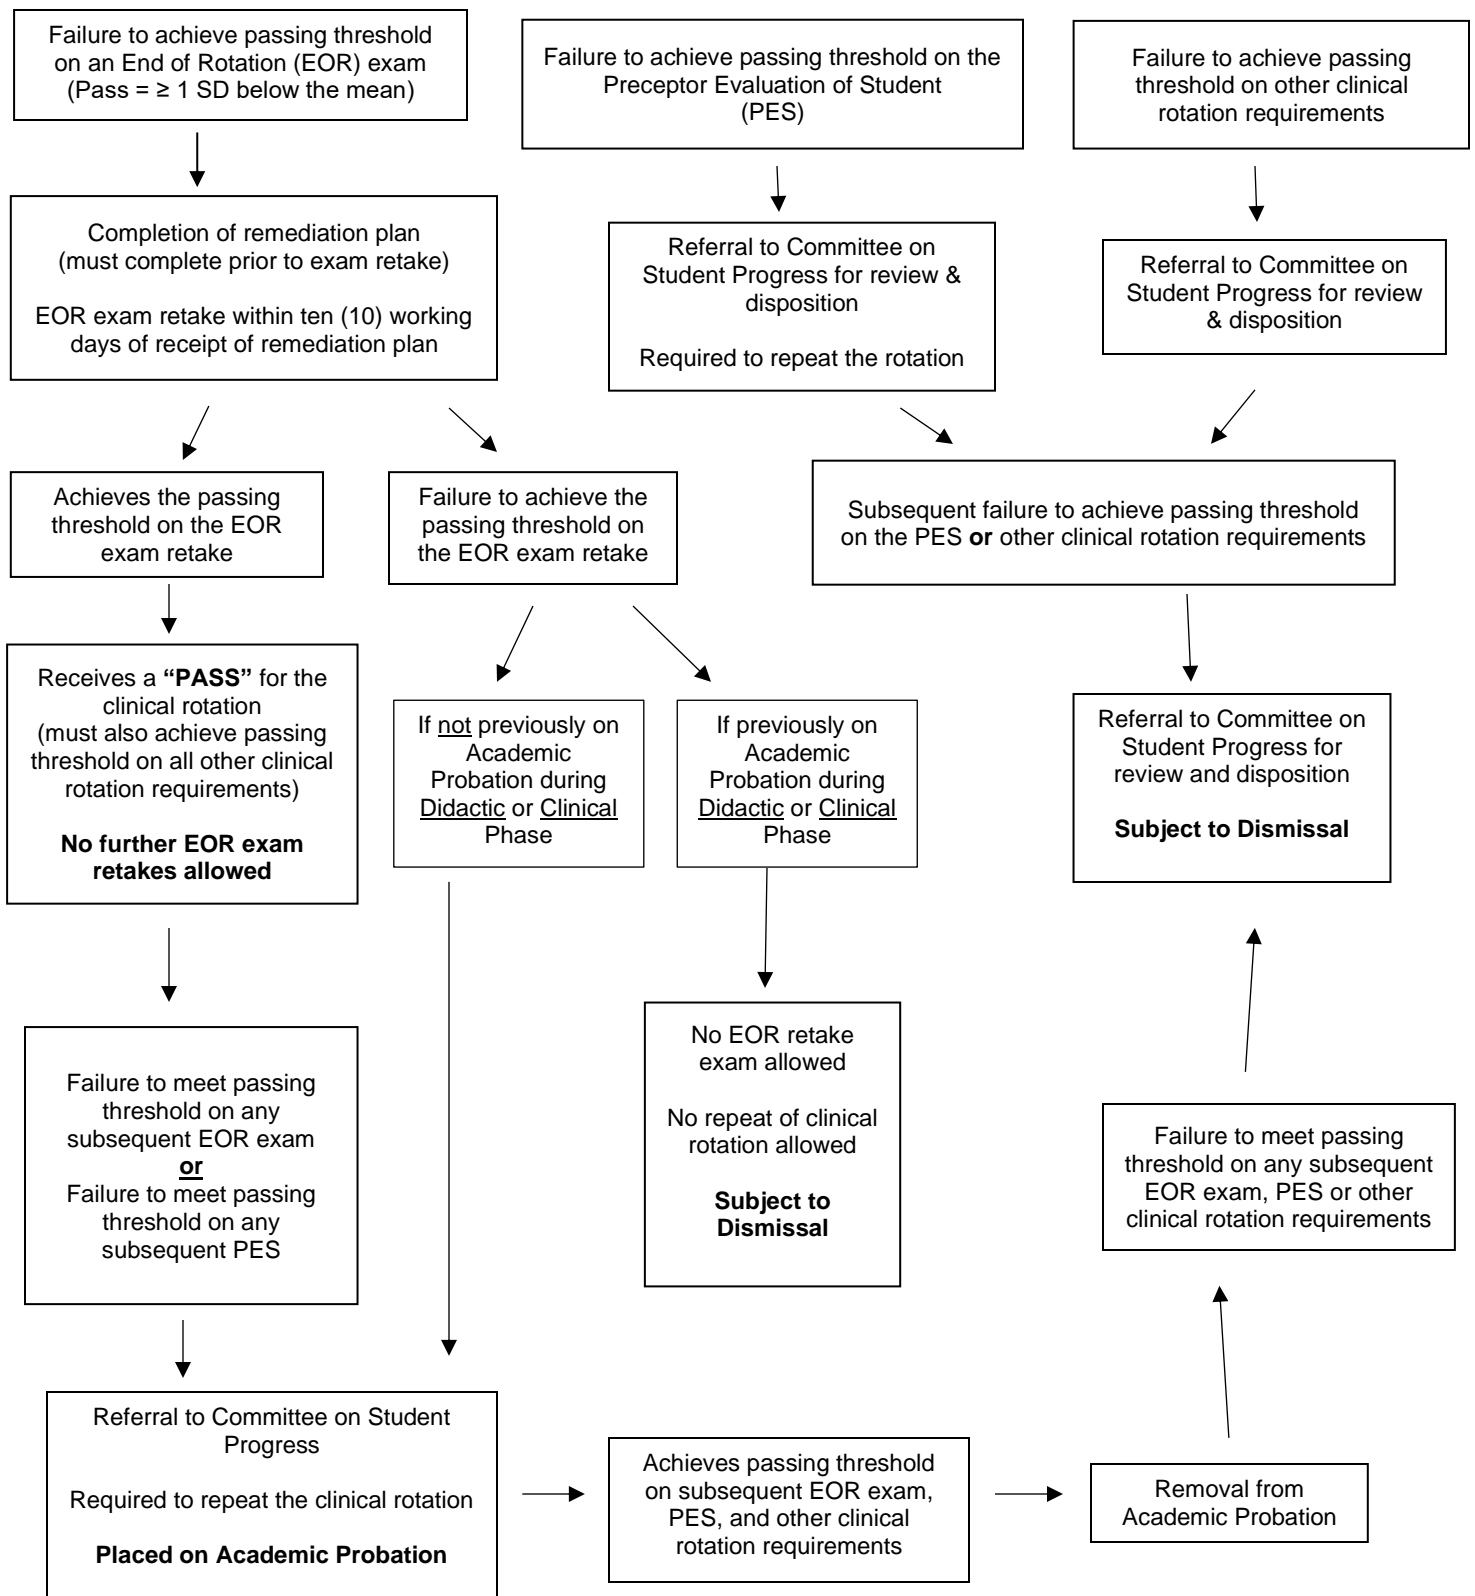 Failure to achieve passing threshold
on an End of Rotation (EOR) exam
(Pass = ≥ 1 SD below the mean)
Failure to achieve passing threshold on the
Preceptor Evaluation of Student
(PES)
Failure to achieve passing
threshold on other clinical
rotation requirements
Completion of remediation plan
(must complete prior to exam retake)
EOR exam retake within ten (10) working
days of receipt of remediation plan
Referral to Committee on
Student Progress for review &
disposition
Required to repeat the rotation
Referral to Committee on
Student Progress for review
& disposition
Achieves the passing
threshold on the EOR
exam retake
Failure to achieve the
passing threshold on
the EOR exam retake
Subsequent failure to achieve passing threshold
on the PES or other clinical rotation requirements
Receives a “PASS” for the
clinical rotation
(must also achieve passing
threshold on all other clinical
rotation requirements)
No further EOR exam
retakes allowed
If not previously on
Academic
Probation during
Didactic or Clinical
Phase
If previously on
Academic
Probation during
Didactic or Clinical
Phase
Referral to Committee on
Student Progress for
review and disposition
Subject to Dismissal
Failure to meet passing
threshold on any
subsequent EOR exam
or
Failure to meet passing
threshold on any
subsequent PES
No EOR retake
exam allowed
No repeat of clinical
rotation allowed
Subject to
Dismissal
Failure to meet passing
threshold on any subsequent
EOR exam, PES or other
clinical rotation requirements
Referral to Committee on Student
Progress
Required to repeat the clinical rotation
Placed on Academic Probation
Achieves passing threshold
on subsequent EOR exam,
PES, and other clinical
rotation requirements
Removal from
Academic Probation